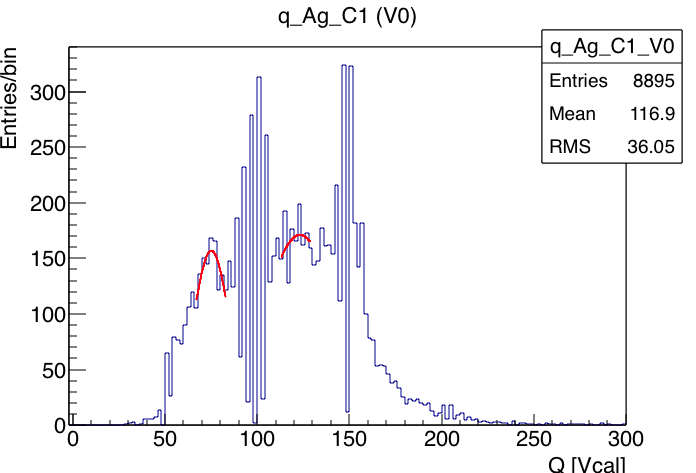 q_Ag_C1 (V0)
q_Ag_C1_V0
Entries 8895
Mean 116.9
RMS 36.05
Entries/bin
300
250
200
150
100
50
0
0 50 100 150 200 250 300
Q [Vcal]